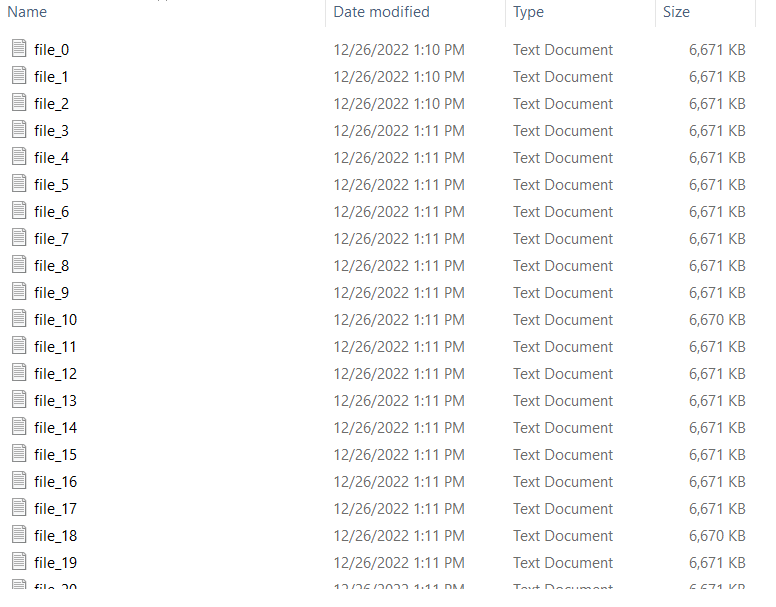 Name Date modified Type Size
file_0 12/26/2022 1:10 PM Text Document 6,671 KB
file_1 12/26/2022 1:10 PM Text Document 6,671 KB
file_2 12/26/2022 1:10 PM Text Document 6,671 KB
file_3 12/26/2022 1:11 PM Text Document 6,671 KB
file_4 12/26/2022 1:11 PM Text Document 6,671 KB
file_5 12/26/2022 1:11 PM Text Document 6,671 KB
file_6 12/26/2022 1:11 PM Text Document 6,671 KB
file_7 12/26/2022 1:11 PM Text Document 6,671 KB
file_8 12/26/2022 1:11 PM Text Document 6,671 KB
file_9 12/26/2022 1:11 PM Text Document 6,671 KB
file_10 12/26/2022 1:11 PM Text Document 6,670 KB
file_11 12/26/2022 1:11 PM Text Document 6,671 KB
file_12 12/26/2022 1:11 PM Text Document 6,671 KB
file_13 12/26/2022 1:11 PM Text Document 6,671 KB
file_14 12/26/2022 1:11 PM Text Document 6,671 KB
file_15 12/26/2022 1:11 PM Text Document 6,671 KB
file_16 12/26/2022 1:11 PM Text Document 6,671 KB
file_17 12/26/2022 1:11 PM Text Document 6,671 KB
file_18 12/26/2022 1:11 PM Text Document 6,670 KB
file_19 12/26/2022 1:11 PM Text Document 6,671 KB
file_20 12/26/2022 1:11 PM Text Document 6,671 KB